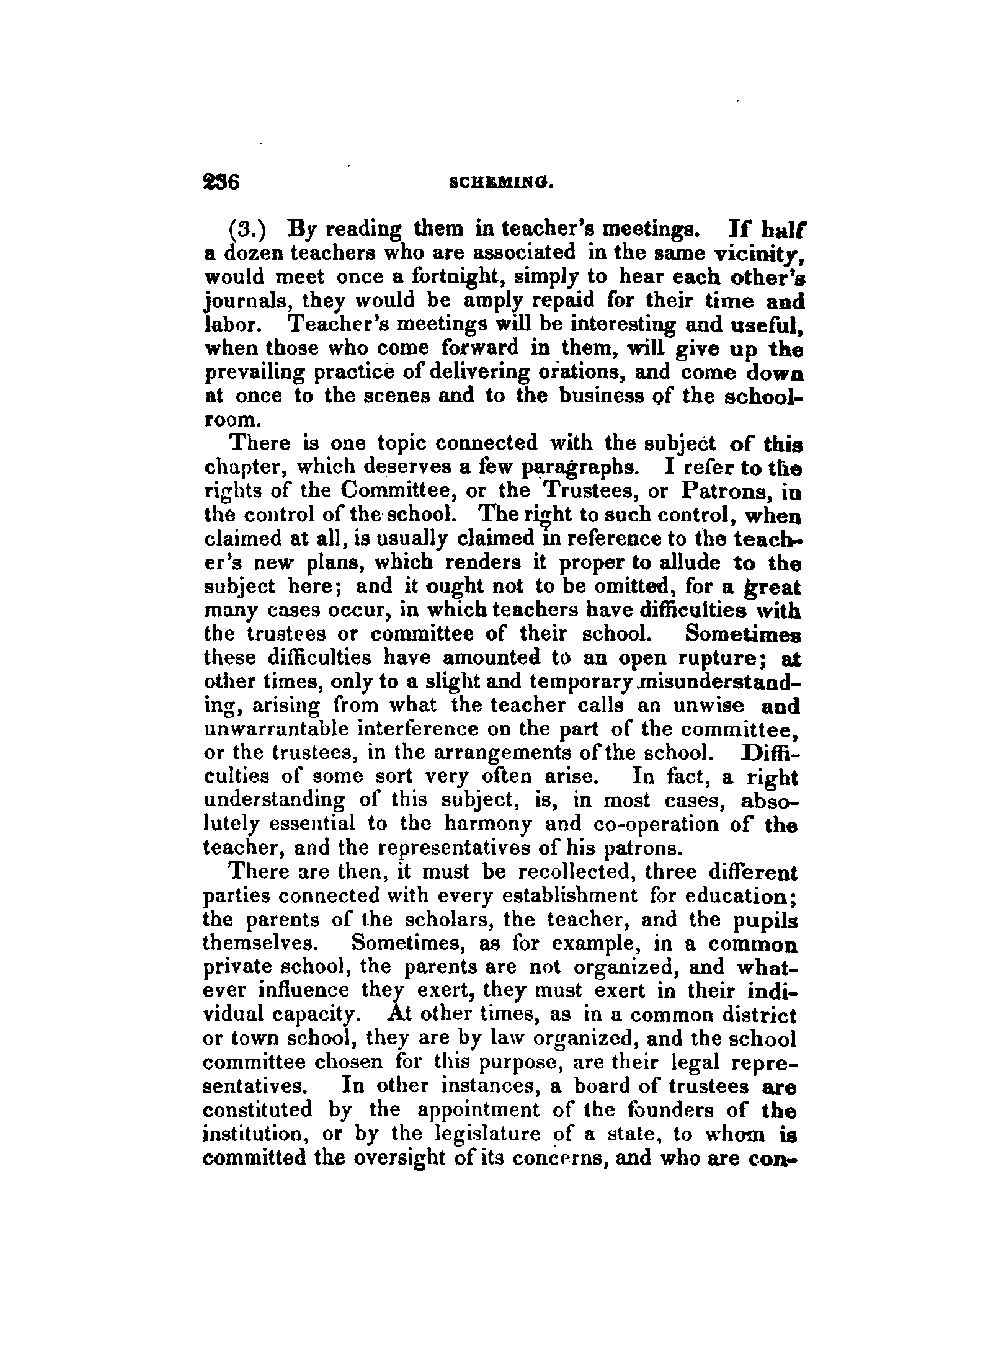 236 SCHEMING.
(3.) By reading them in teacher's meetings. If half
a dozen teachers who are associated in the same vicinity,
would meet once a fortnight, simply to hear each other's
journals, they would be amply repaid for their time and
labor. Teacher's meetings will be interesting and useful,
when those who come forward in them, will give up the
prevailing practice of delivering orations, and come down
at once to the scenes and to the business of the school-
room.
There is one topic connected with the subject of this
chapter, which deserves a few paragraphs. I refer to the
rights of the Committee, or the Trustees, or Patrons, in
the control of the school. The right to such control, when
claimed at all, is usually claimed in reference to the teach-
er's new plans, which renders it proper to allude to the
subject here; and it ought not to be omitted, for a great
many cases occur, in which teachers have difficulties with
the trustees or committee of their school. Sometimes
these difficulties have amounted to an open rupture; at
other times, only to a slight and temporary misunderstand-
ing, arising from what the teacher calls an unwise and
unwarrantable interference on the part of the committee,
or the trustees, in the arrangements of the school. Diffi-
culties of some sort very often arise. In fact, a right
understanding of this subject, is, in most cases, abso-
lutely essential to the harmony and co-operation of the
teacher, and the representatives of his patrons.
There are then, it must be recollected, three different
parties connected with every establishment for education;
the parents of the scholars, the teacher, and the pupils
themselves. Sometimes, as for example, in a common
private school, the parents are not organized, and what-
ever influence they exert, they must exert in their indi-
vidual capacity. At other times, as in a common district
or town school, they are by law organized, and the school
committee chosen for this purpose, are their legal repre-
sentatives. In other instances, a board of trustees are
constituted by the appointment of the founders of the
institution, or by the legislature of a state, to whom is
committed the oversight of its concerns, and who are con-